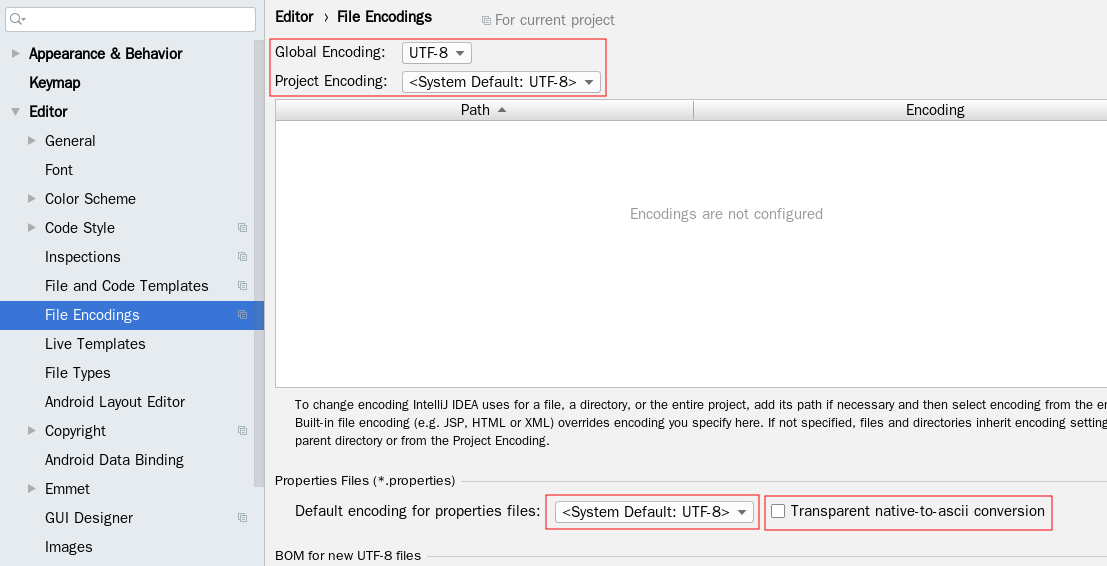 Editor › File Encodings
For current project
Appearance & Behavior
Keymap
Editor
General
Font
Color Scheme
Code Style
Inspections
File and Code Templates
File Encodings
Live Templates
File Types
Android Layout Editor
Copyright
Android Data Binding
Emmet
GUI Designer
Images
Global Encoding: UTF-8
Project Encoding: <System Default: UTF-8>
Path Encoding
Encodings are not configured
To change encoding IntelliJ IDEA uses for a file, a directory, or the entire project, add its path if necessary and then select encoding from the
Built-in file encoding (e.g. JSP, HTML or XML) overrides encoding you specify here. If not specified, files and directories inherit encoding
parent directory or from the Project Encoding.
Properties Files (*.properties)
Default encoding for properties files: <System Default: UTF-8> Transparent native-to-ascii conversion
BOM for new UTF-8 files